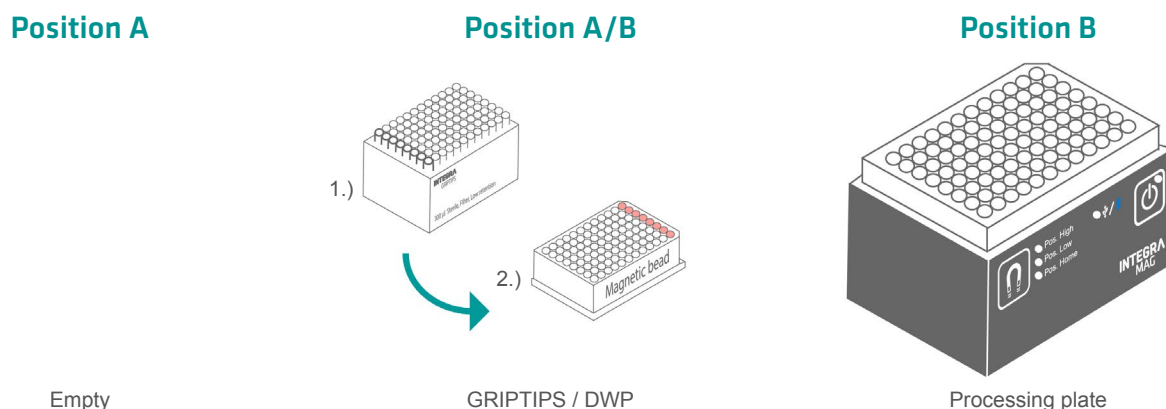 Position A
Position A/B
Position B
1.)
INTEGRA
GRIPTIPS
300 µl Sterile, Filter, Low retention
2.)
Magnetic bead
Pos. High
Pos. Low
Pos. Home
INTEGRA
MAG
Empty
GRIPTIPS / DWP
Processing plate